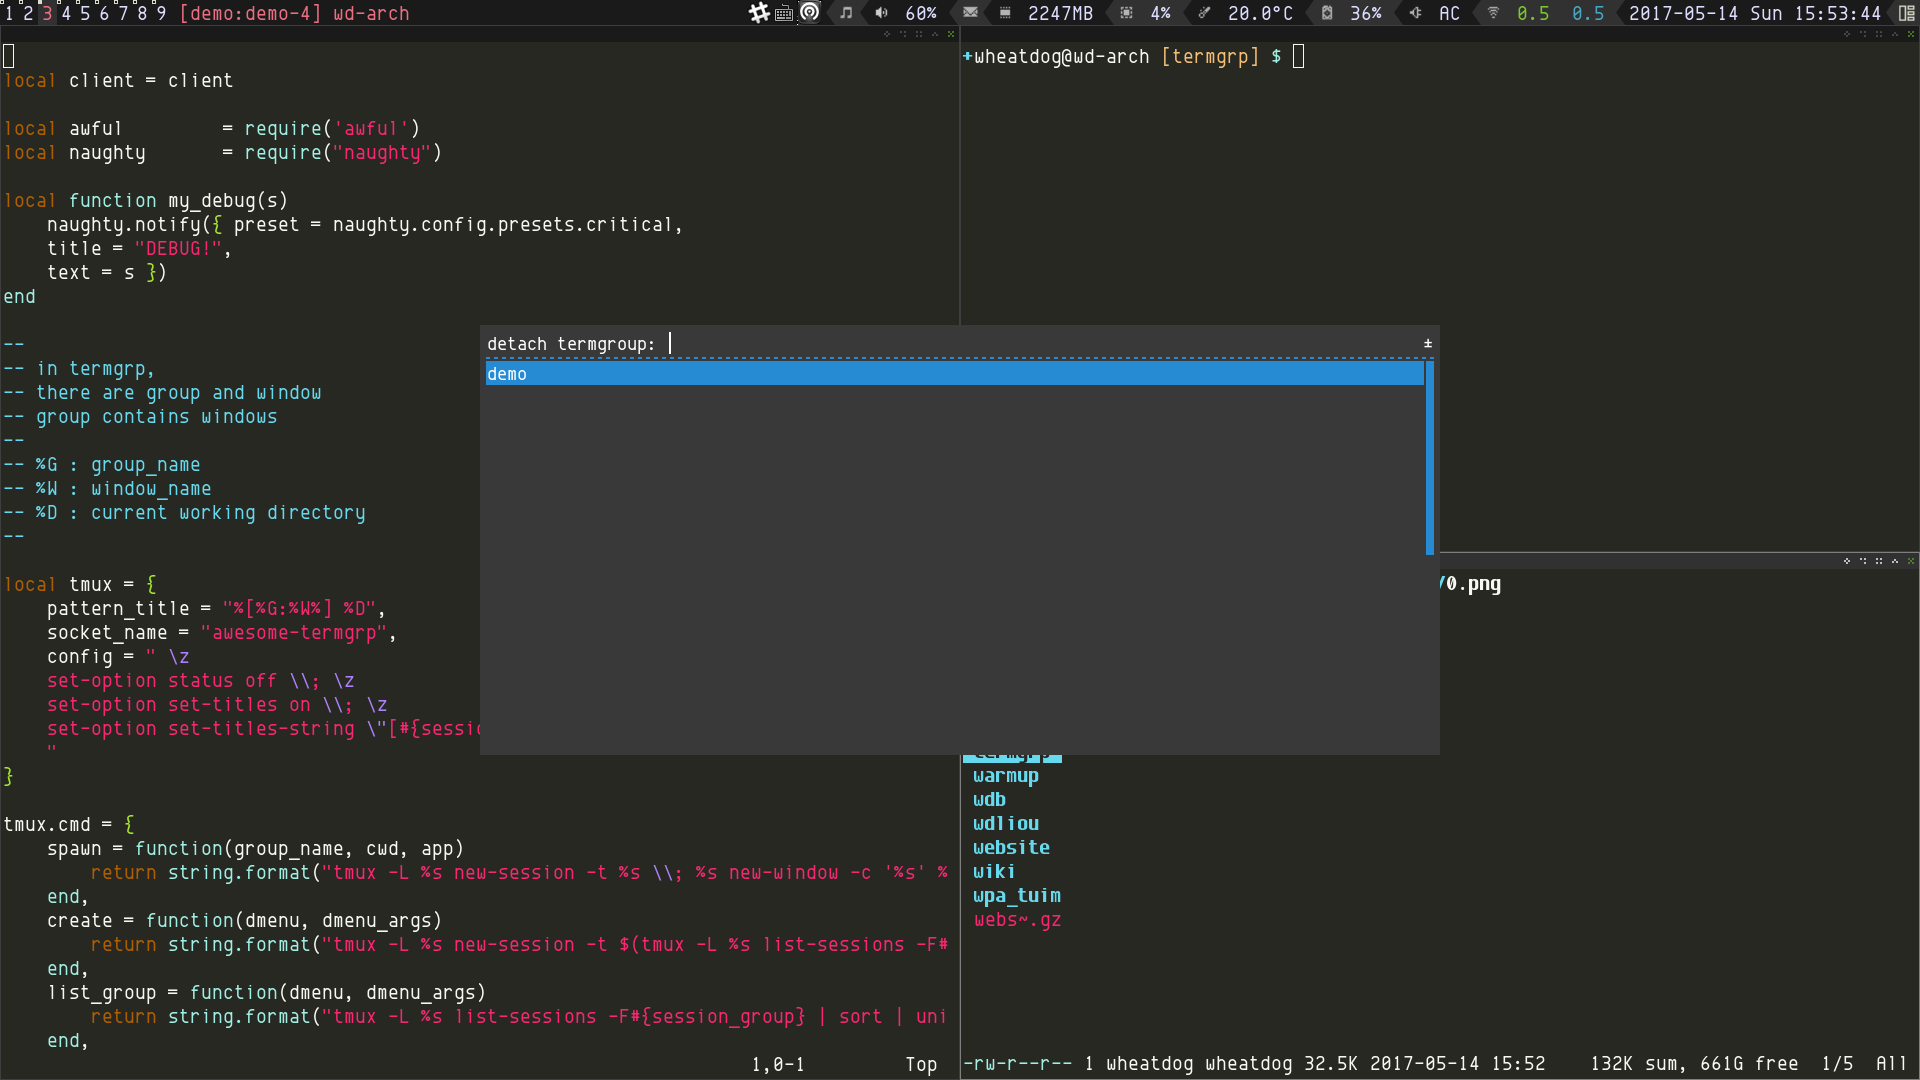 1 2 3 4 5 6 7 8 9 [demo:demo-4] wd-arch 60% 2247MB 4% 20.0°C 36% AC 0.5 0.5 2017-05-14 Sun 15:53:44
local client = client
local awful         = require('awful')
local naughty       = require("naughty")
local function my_debug(s)
    naughty.notify({ preset = naughty.config.presets.critical,
    title = "DEBUG!",
    text = s })
end
--
-- in termgrp,
-- there are group and window
-- group contains windows
--
-- %G : group_name
-- %W : window_name
-- %D : current working directory
--
local tmux = {
    pattern_title = "%[%G:%W%] %D",
    socket_name = "awesome-termgrp",
    config = " \z
    set-option status off \\; \z
    set-option set-titles on \\; \z
    set-option set-titles-string \"[#{sessi
    "
}
tmux.cmd = {
    spawn = function(group_name, cwd, app)
        return string.format("tmux -L %s new-session -t %s \\; %s new-window -c '%s' %
    end,
    create = function(dmenu, dmenu_args)
        return string.format("tmux -L %s new-session -t $(tmux -L %s list-sessions -F#
    end,
    list_group = function(dmenu, dmenu_args)
        return string.format("tmux -L %s list-sessions -F#{session_group} | sort | uni
    end,
1,0-1 Top
+wheatdog@wd-arch [termgrp] $
detach termgroup: ±
demo
/0.png
termgrp
warmup
wdb
wdliou
website
wiki
wpa_tuim
webs~.gz
-rw-r--r-- 1 wheatdog wheatdog 32.5K 2017-05-14 15:52 132K sum, 661G free 1/5 All